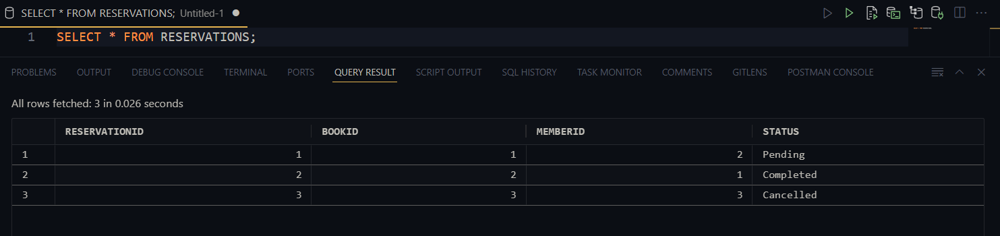 SELECT * FROM RESERVATIONS; Untitled-1
1 SELECT * FROM RESERVATIONS;
PROBLEMS OUTPUT DEBUG CONSOLE TERMINAL PORTS QUERY RESULT SCRIPT OUTPUT SQL HISTORY TASK MONITOR COMMENTS GITLENS POSTMAN CONSOLE
All rows fetched: 3 in 0.026 seconds
RESERVATIONID BOOKID MEMBERID STATUS
1 1 1 2 Pending
2 2 2 1 Completed
3 3 3 3 Cancelled